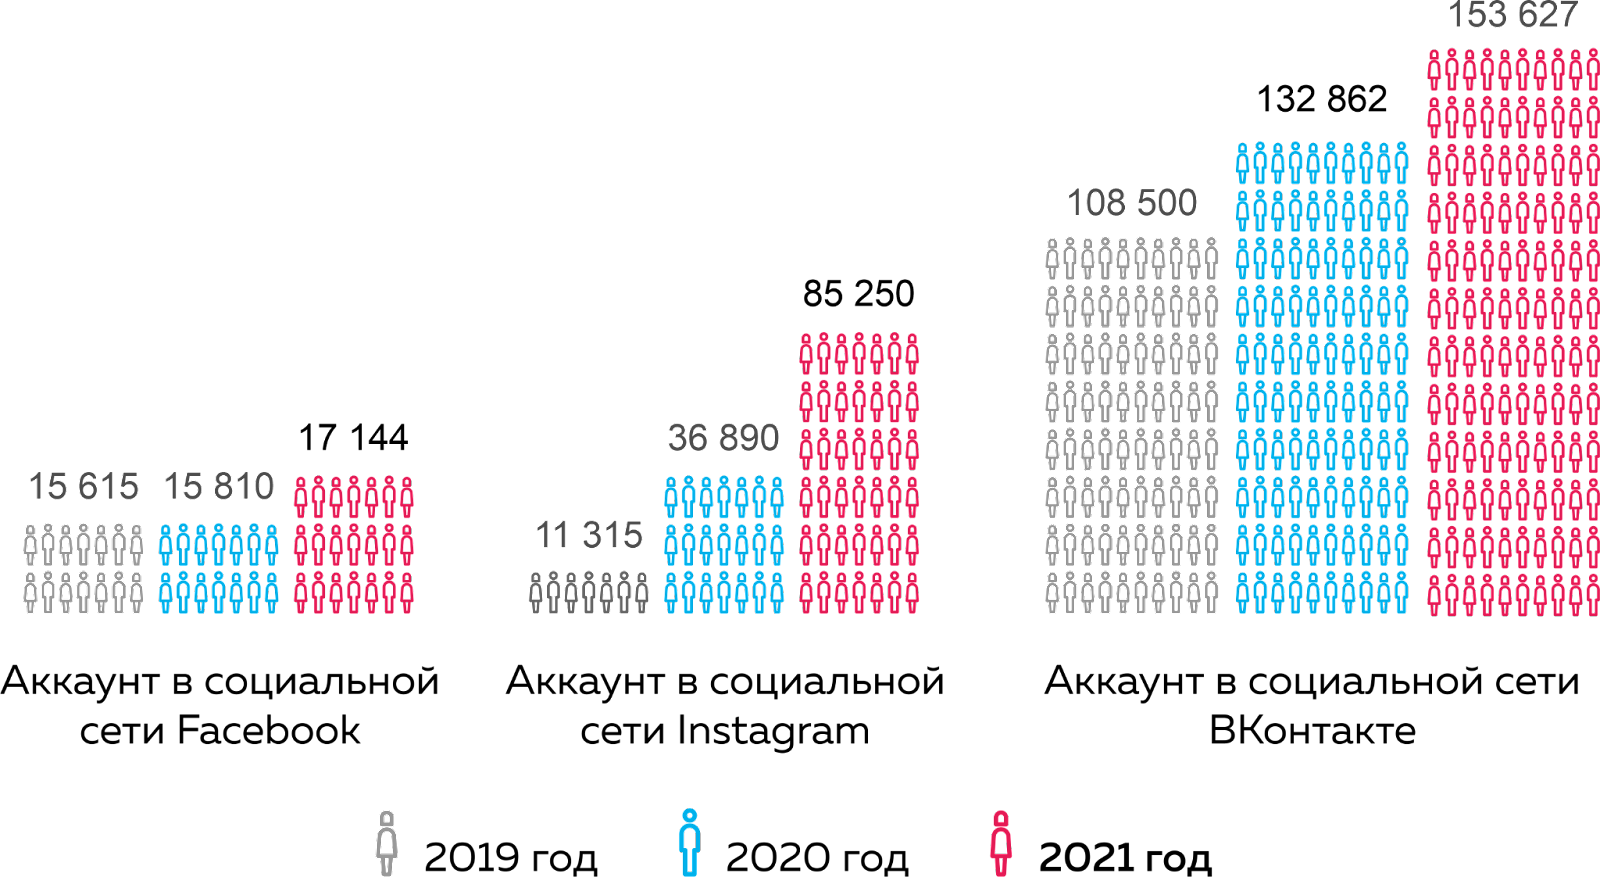 15 615
15 810
17 144
Аккаунт в социальной
сети Facebook
11 315
36 890
85 250
Аккаунт в социальной
сети Instagram
108 500
132 862
153 627
Аккаунт в социальной сети
ВКонтакте
2019 год
2020 год
2021 год